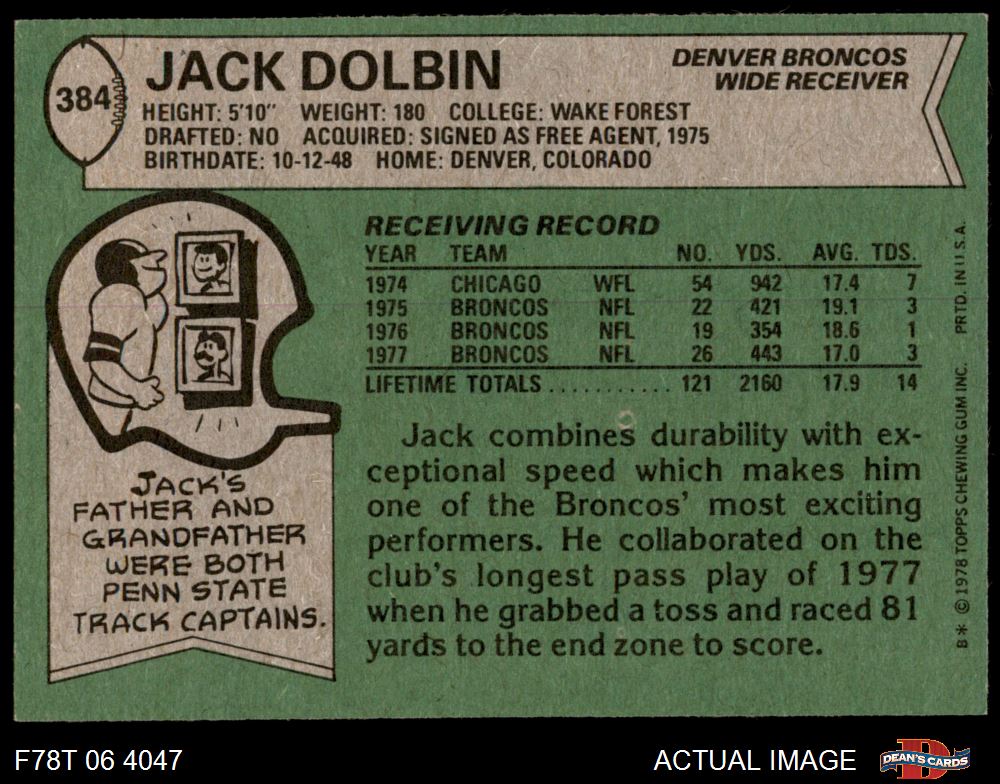 384
JACK DOLBIN
DENVER BRONCOS
WIDE RECEIVER
HEIGHT: 5'10" WEIGHT: 180 COLLEGE: WAKE FOREST
DRAFTED: NO ACQUIRED: SIGNED AS FREE AGENT, 1975
BIRTHDATE: 10-12-48 HOME: DENVER, COLORADO
RECEIVING RECORD
YEAR TEAM NO. YDS. AVG. TDS.
1974 CHICAGO WFL 54 942 17.4 7
1975 BRONCOS NFL 22 421 19.1 3
1976 BRONCOS NFL 19 354 18.6 1
1977 BRONCOS NFL 26 443 17.0 3
LIFETIME TOTALS ........... 121 2160 17.9 14
Jack combines durability with ex-
ceptional speed which makes him
one of the Broncos' most exciting
performers. He collaborated on the
club's longest pass play of 1977
when he grabbed a toss and raced 81
yards to the end zone to score.
JACK'S
FATHER AND
GRANDFATHER
WERE BOTH
PENN STATE
TRACK CAPTAINS.
B* © 1978 TOPPS CHEWING GUM INC. PRTD. IN U.S.A.
F78T 06 4047
ACTUAL IMAGE
DEAN'S CARDS